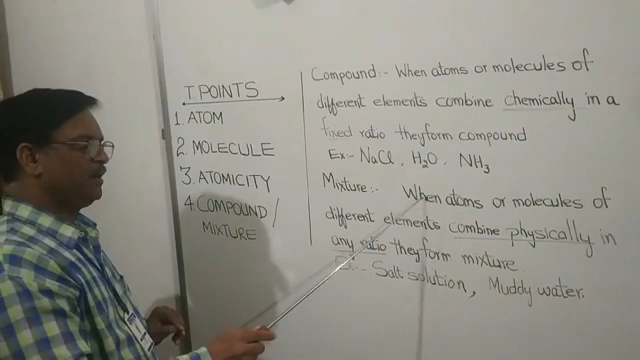 T POINTS
1. ATOM
2. MOLECULE
3. ATOMICITY
4. COMPOUND/
MIXTURE
Compound:- When atoms or molecules of
different elements combine chemically in a
fixed ratio they form compound
Ex:- NaCl, H₂O, NH₃
Mixture:- When atoms or molecules of
different elements combine physically in
any ratio they form mixture
Ex:- Salt solution, Muddy water.